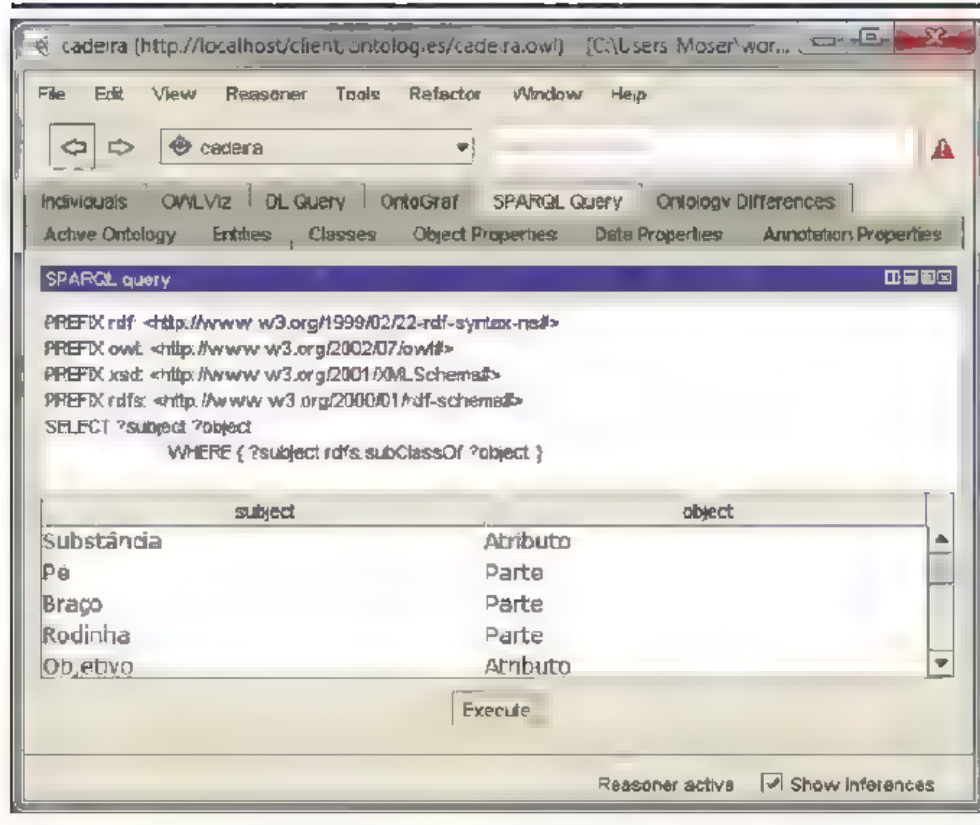 cadeira (http://localhost/client_ontologies/cadeira.owl) [C:\Users\Moser\wor...
File Edit View Reasoner Tools Refactor Window Help
cadeira
Individuals OWLViz DL Query OntoGraf SPARQL Query Ontology Differences
Active Ontology Entities Classes Object Properties Data Properties Annotation Properties
SPARQL query
PREFIX rdf: <http://www.w3.org/1999/02/22-rdf-syntax-ns#>
PREFIX owl: <http://www.w3.org/2002/07/owl#>
PREFIX xsd: <http://www.w3.org/2001/XMLSchema#>
PREFIX rdfs: <http://www.w3.org/2000/01/rdf-schema#>
SELECT ?subject ?object
WHERE { ?subject rdfs:subClassOf ?object }
subject object
Substância Atributo
Pé Parte
Braço Parte
Rodinha Parte
Objetivo Atributo
Execute
Reasoner active Show Inferences